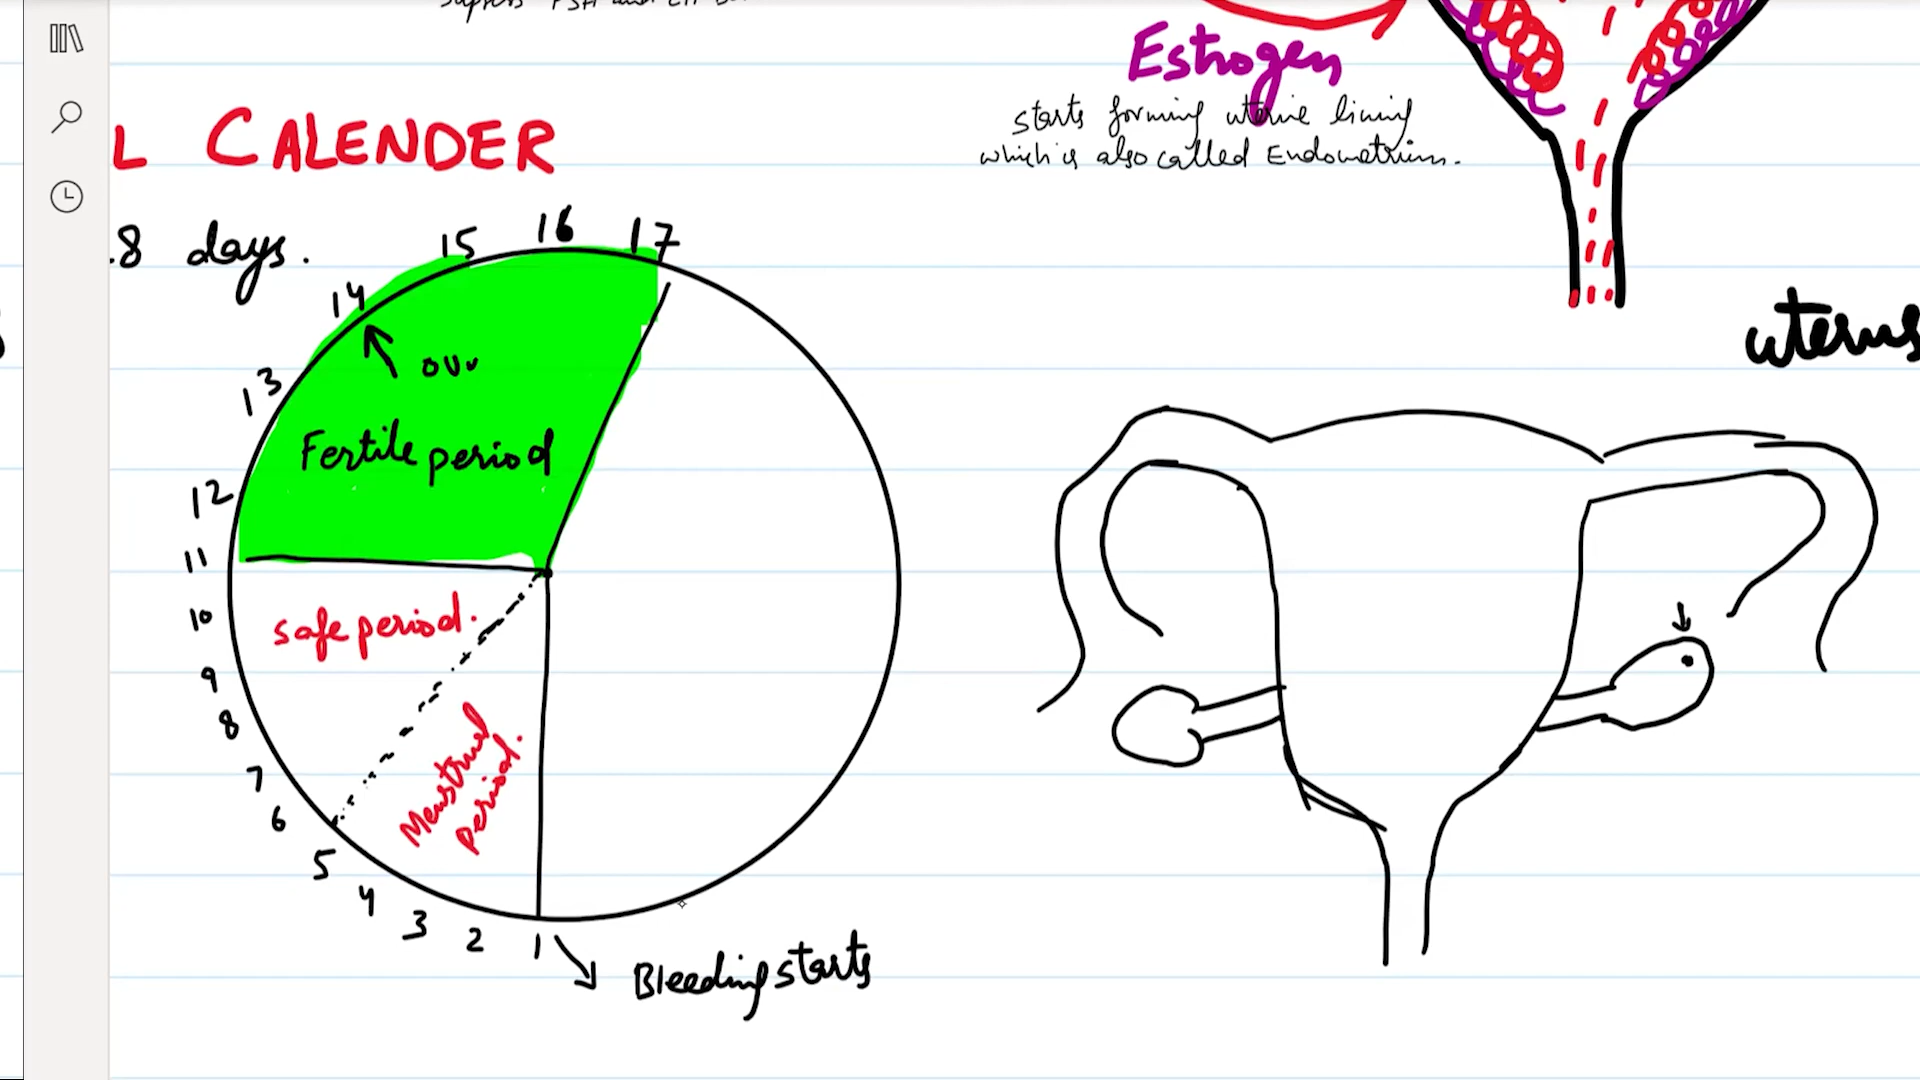 Estrogen
starts forming uterine lining
which is also called Endometrium.
L CALENDER
.8 days.
15 16 17
14
ovu
13
Fertile period
12
11
10
safe period.
9
8
7
6
Menstrual
period.
5
4
3
2
1
Bleeding starts
uterus